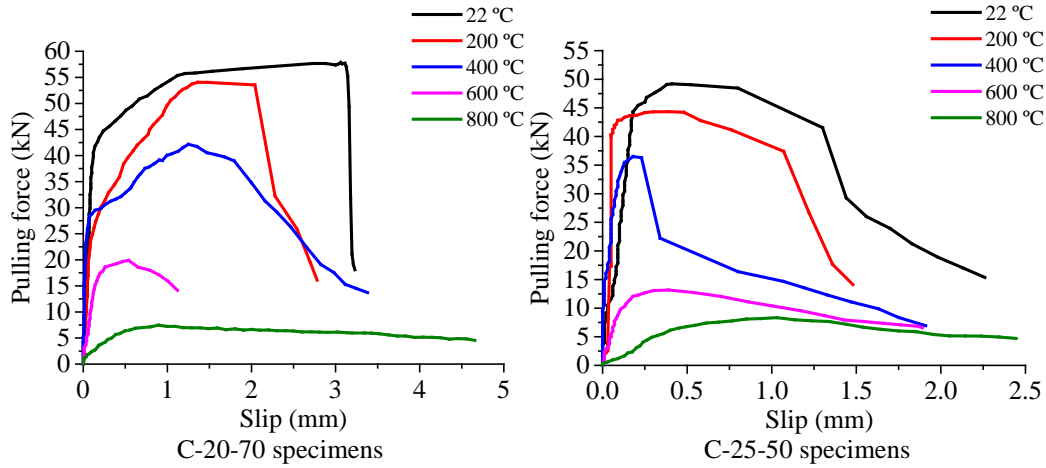 22 ºC
200 ºC
400 ºC
600 ºC
800 ºC
60
55
50
45
40
35
30
25
20
15
10
5
0
Pulling force (kN)
0
1
2
3
4
5
Slip (mm)
C-20-70 specimens
22 ºC
200 ºC
400 ºC
600 ºC
800 ºC
55
50
45
40
35
30
25
20
15
10
5
0
Pulling force (kN)
0.0
0.5
1.0
1.5
2.0
2.5
Slip (mm)
C-25-50 specimens